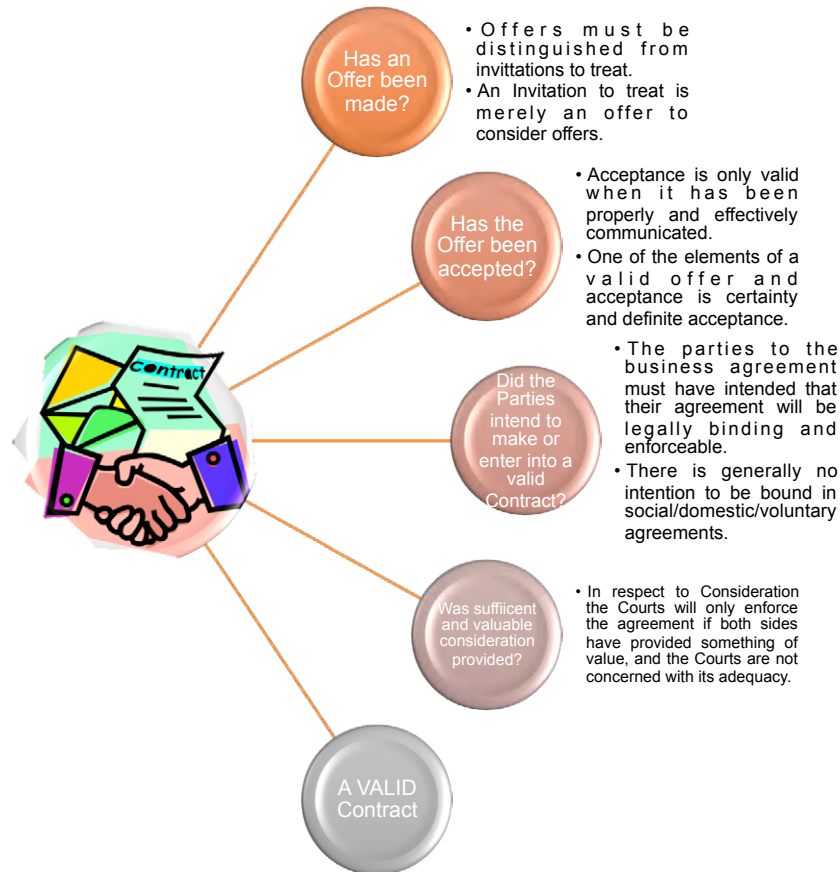 Has an
Offer been
made?
• Offers must be
distinguished from
invittations to treat.
• An Invitation to treat is
merely an offer to
consider offers.
Has the
Offer been
accepted?
• Acceptance is only valid
when it has been
properly and effectively
communicated.
• One of the elements of a
valid offer and
acceptance is certainty
and definite acceptance.
contract
Did the
Parties
intend to
make or
enter into a
valid
Contract?
• The parties to the
business agreement
must have intended that
their agreement will be
legally binding and
enforceable.
• There is generally no
intention to be bound in
social/domestic/voluntary
agreements.
Was suffiicent
and valuable
consideration
provided?
• In respect to Consideration
the Courts will only enforce
the agreement if both sides
have provided something of
value, and the Courts are not
concerned with its adequacy.
A VALID
Contract